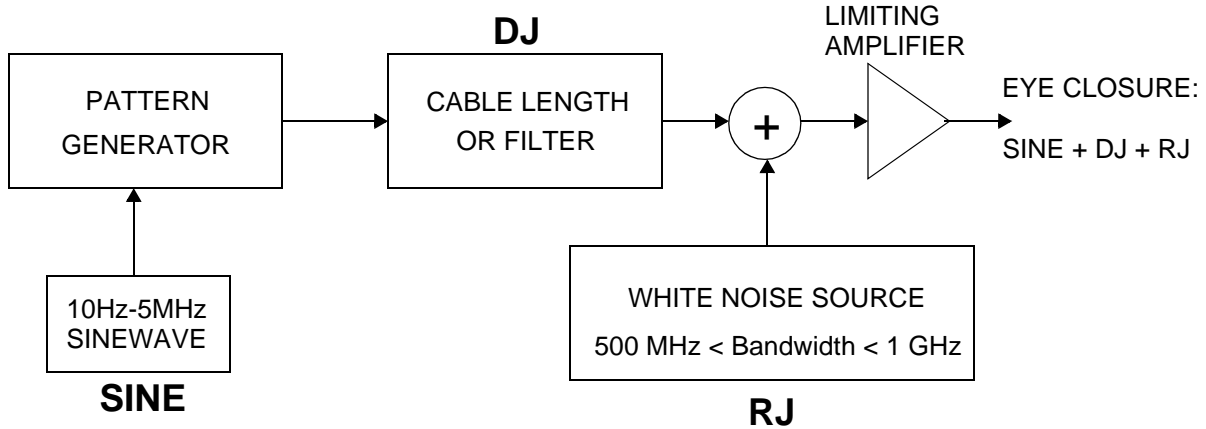 DJ
LIMITING
AMPLIFIER
PATTERN
GENERATOR
CABLE LENGTH
OR FILTER
+
EYE CLOSURE:
SINE + DJ + RJ
10Hz-5MHz
SINEWAVE
SINE
WHITE NOISE SOURCE
500 MHz < Bandwidth < 1 GHz
RJ